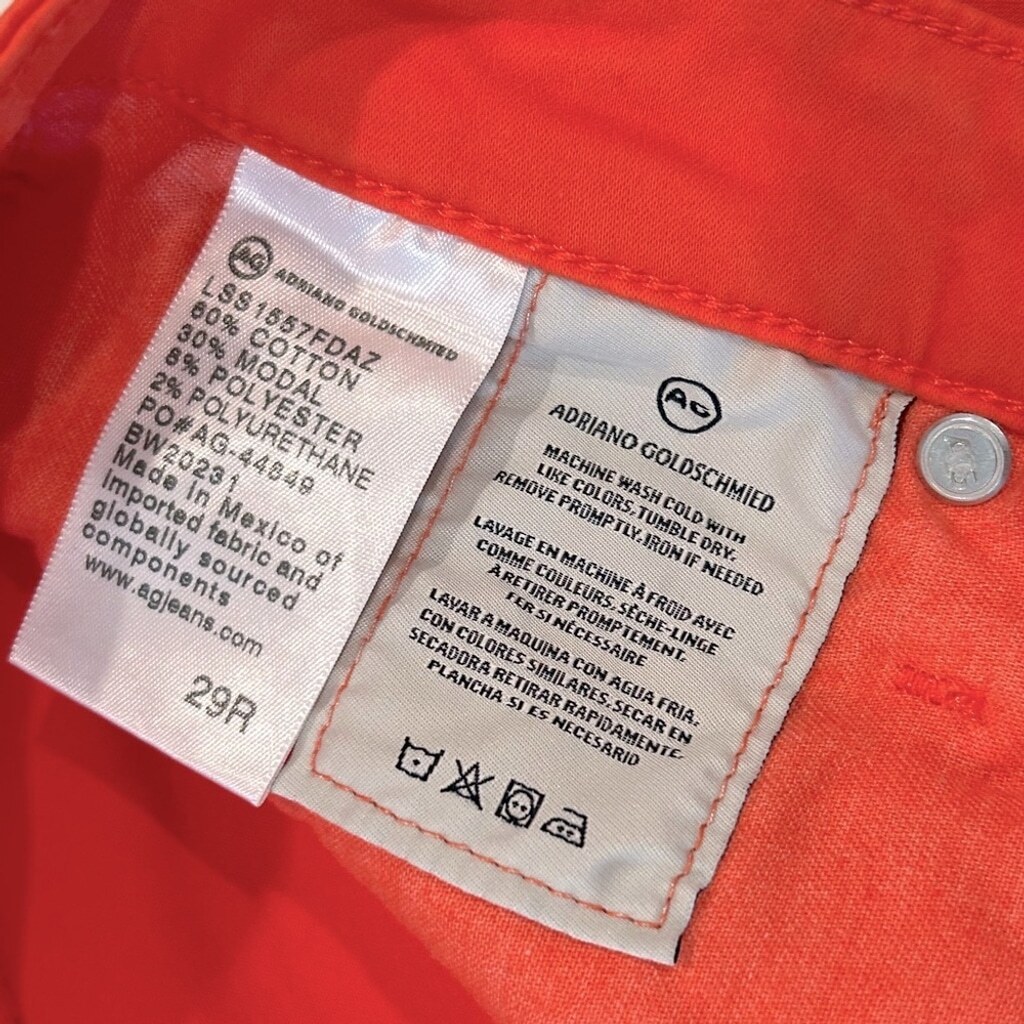 AG ADRIANO GOLDSCHMIED
LSS1557FDAZ
60% COTTON
30% MODAL
8% POLYESTER
2% POLYURETHANE
PO#AG-44849
BW20231
Made in Mexico of
imported fabric and
globally sourced
components
www.agjeans.com
29R
AG
ADRIANO GOLDSCHMIED
MACHINE WASH COLD WITH
LIKE COLORS,TUMBLE DRY.
REMOVE PROMPTLY.IRON IF NEEDED
LAVAGE EN MACHINE À FROID AVEC
COMME COULEURS, SÈCHE-LINGE
À RETIRER PROMPTEMENT,
FER SI NÉCESSAIRE
LAVAR A MAQUINA CON AGUA FRIA.
CON COLORES SIMILARES, SECAR EN
SECADORA RETIRAR RAPIDAMENTE.
PLANCHA SI ES NECESARIO